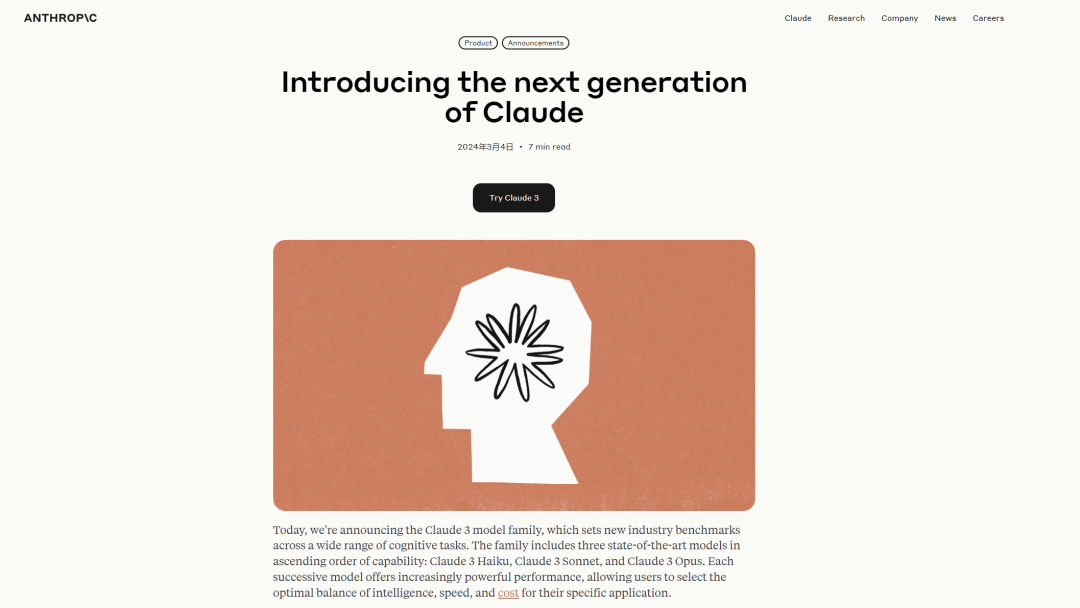 ANTHROP\C
Claude Research Company News Careers
Product Announcements
Introducing the next generation
of Claude
2024年3月4日 • 7 min read
Try Claude 3
Today, we're announcing the Claude 3 model family, which sets new industry benchmarks
across a wide range of cognitive tasks. The family includes three state-of-the-art models in
ascending order of capability: Claude 3 Haiku, Claude 3 Sonnet, and Claude 3 Opus. Each
successive model offers increasingly powerful performance, allowing users to select the
optimal balance of intelligence, speed, and cost for their specific application.